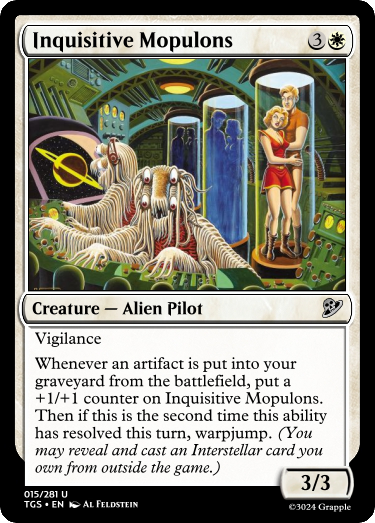 Inquisitive Mopulons 3
Creature — Alien Pilot
Vigilance
Whenever an artifact is put into your
graveyard from the battlefield, put a
+1/+1 counter on Inquisitive Mopulons.
Then if this is the second time this ability
has resolved this turn, warpjump. (You
may reveal and cast an Interstellar card you
own from outside the game.)
3/3
015/281 U
TGS • EN Al Feldstein
©3024 Grapple